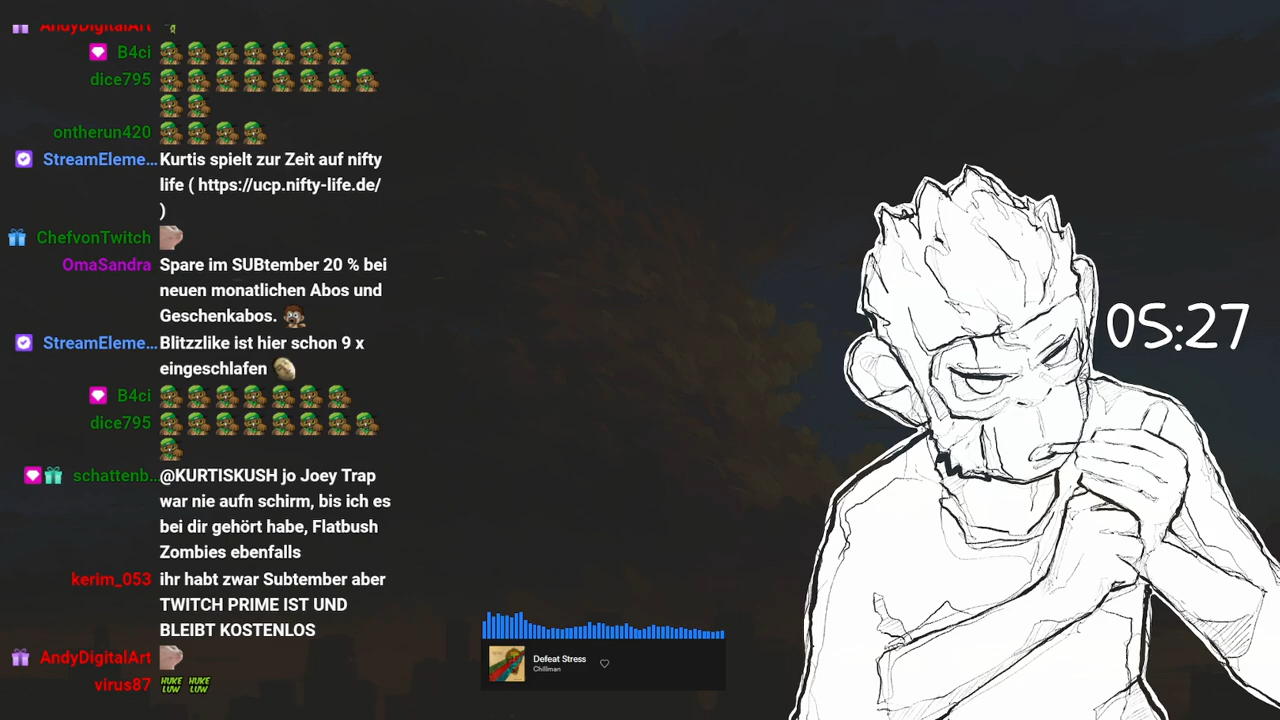 AndyDigitalArt
B4ci
dice795
ontherun420
StreamEleme... Kurtis spielt zur Zeit auf nifty
life ( https://ucp.nifty-life.de/
)
ChefvonTwitch
OmaSandra Spare im SUBtember 20 % bei
neuen monatlichen Abos und
Geschenkabos.
StreamEleme... Blitzzlike ist hier schon 9 x
eingeschlafen
B4ci
dice795
schattenb... @KURTISKUSH jo Joey Trap
war nie aufn schirm, bis ich es
bei dir gehört habe, Flatbush
Zombies ebenfalls
kerim_053 ihr habt zwar Subtember aber
TWITCH PRIME IST UND
BLEIBT KOSTENLOS
AndyDigitalArt
virus87 HUKE LUW HUKE LUW
05:27
Defeat Stress
Chillman